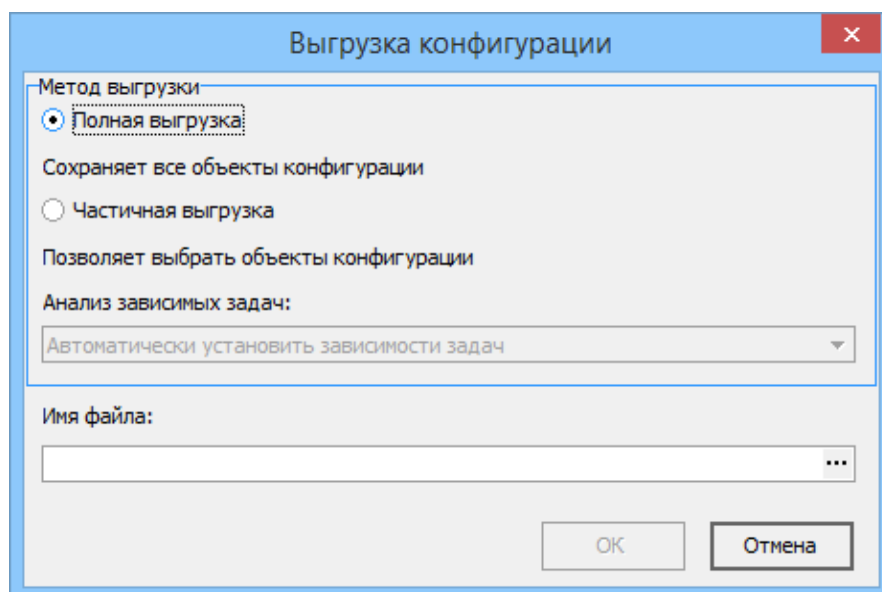 Выгрузка конфигурации
Метод выгрузки
Полная выгрузка
Сохраняет все объекты конфигурации
Частичная выгрузка
Позволяет выбрать объекты конфигурации
Анализ зависимых задач:
Автоматически установить зависимости задач
Имя файла:
...
OK
Отмена